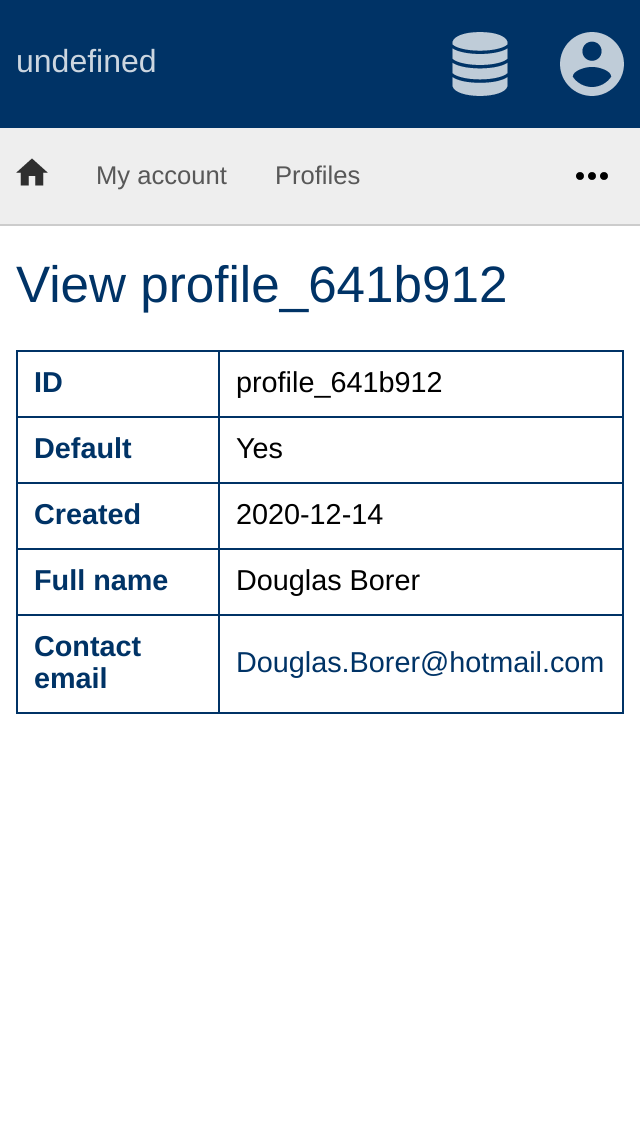 undefined
My account Profiles
View profile_641b912
ID profile_641b912
Default Yes
Created 2020-12-14
Full name Douglas Borer
Contact email Douglas.Borer@hotmail.com